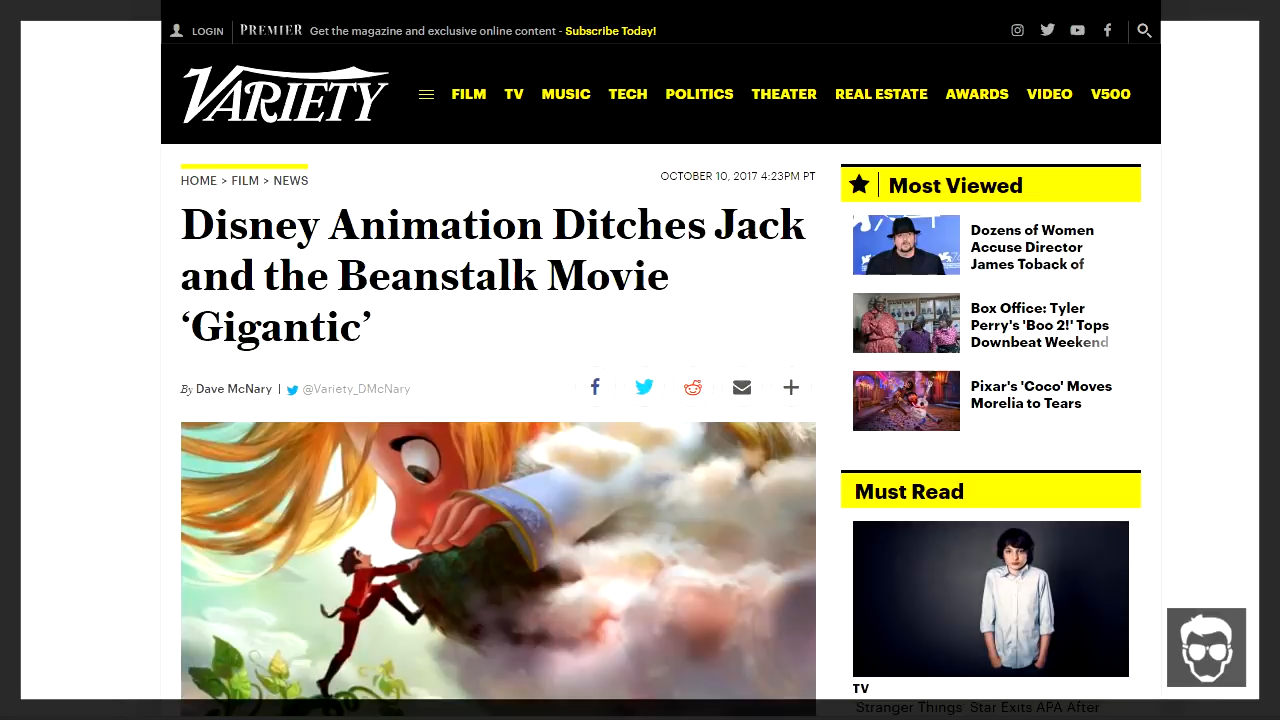 LOGIN
PREMIER Get the magazine and exclusive online content - Subscribe Today!
VARIETY
FILM TV MUSIC TECH POLITICS THEATER REAL ESTATE AWARDS VIDEO V500
HOME > FILM > NEWS
OCTOBER 10, 2017 4:23PM PT
Disney Animation Ditches Jack
and the Beanstalk Movie
‘Gigantic’
By Dave McNary | @Variety_DMcNary
Most Viewed
Dozens of Women
Accuse Director
James Toback of
Box Office: Tyler
Perry's 'Boo 2!' Tops
Downbeat Weekend
Pixar's 'Coco' Moves
Morelia to Tears
Must Read
TV
'Stranger Things' Star Exits APA After